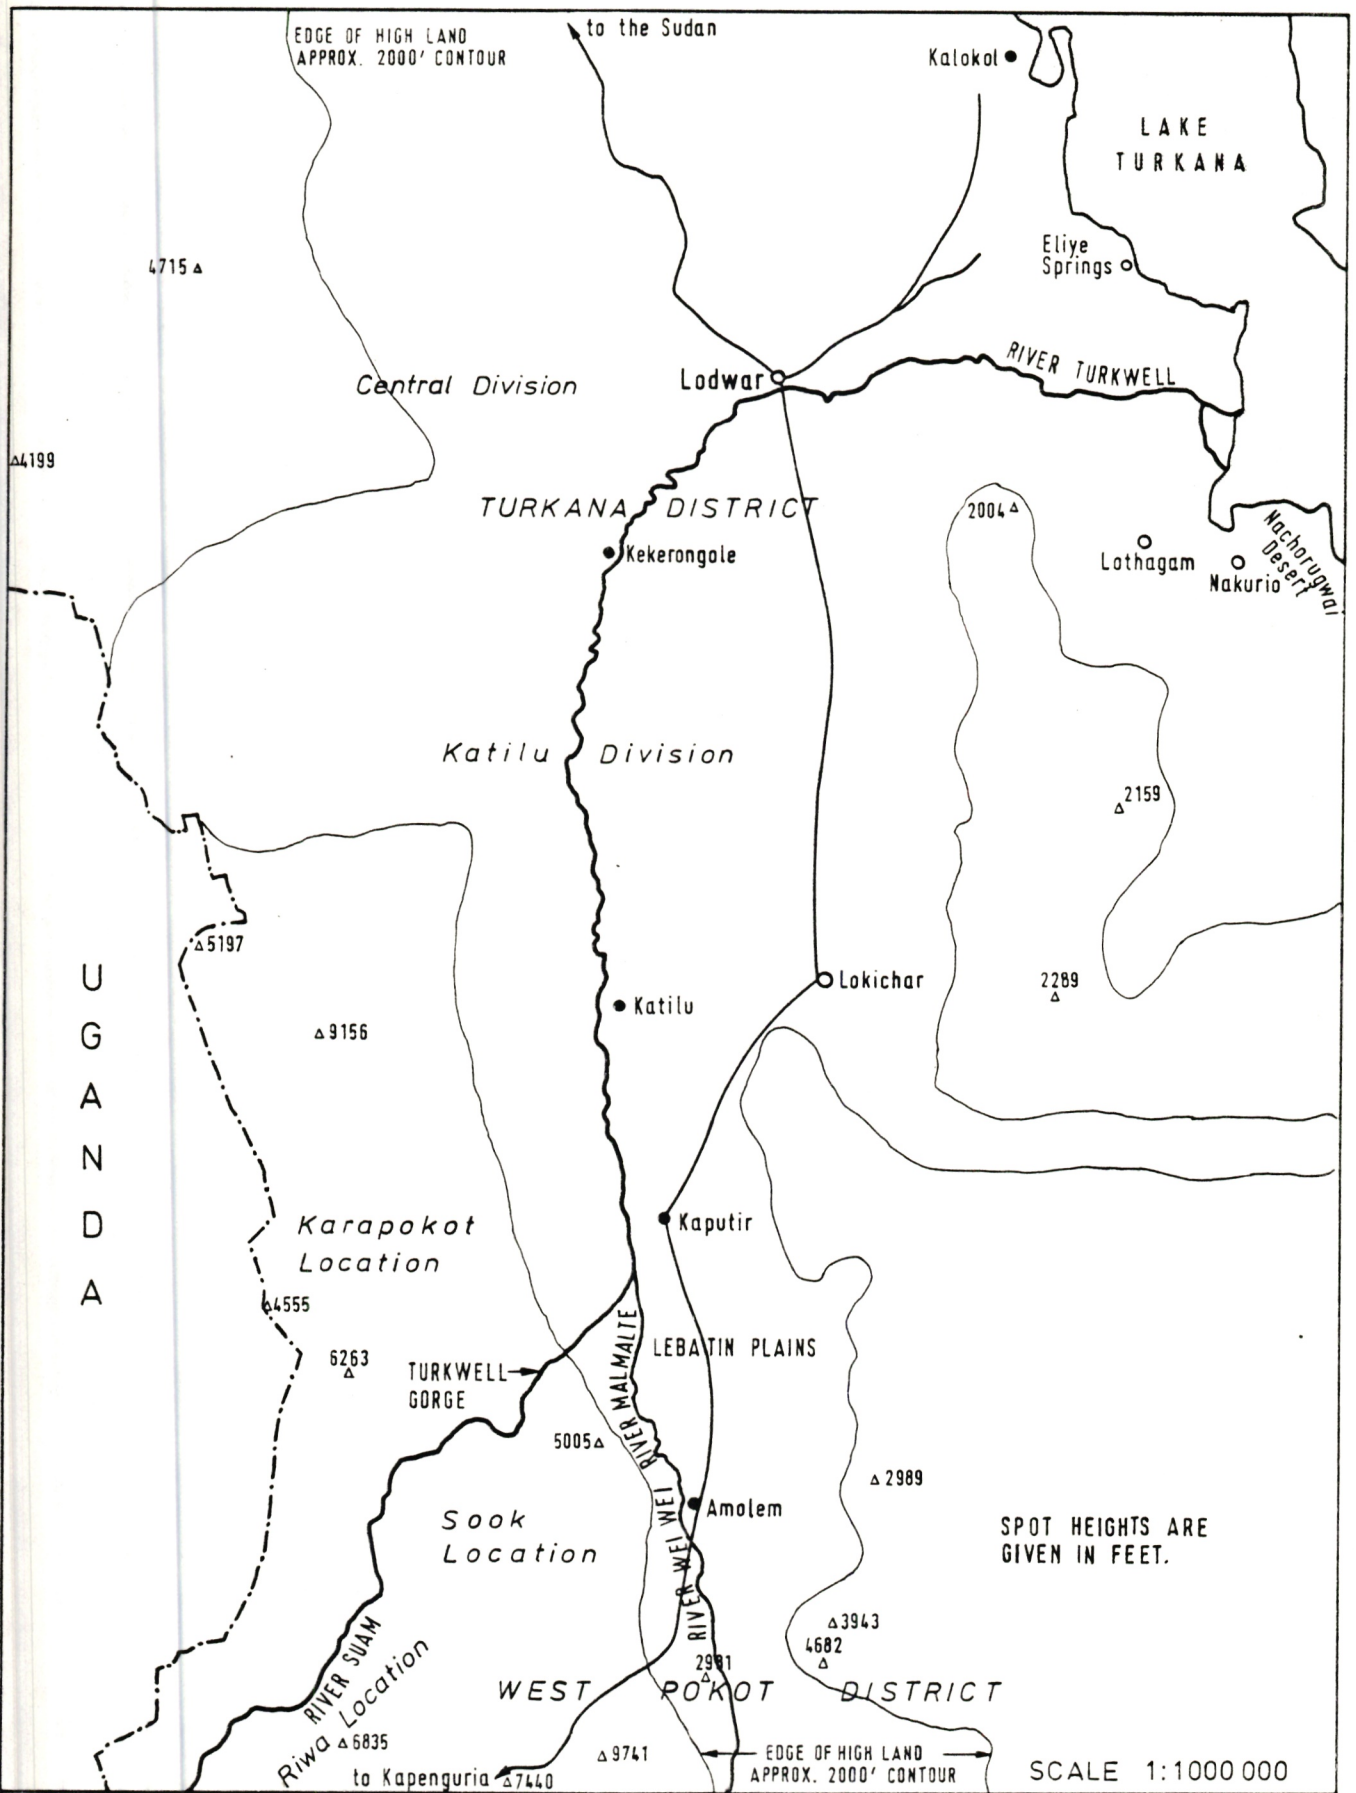 EDGE OF HIGH LAND
APPROX. 2000' CONTOUR
to the Sudan
Kalokol
LAKE
TURKANA
4715
Eliye
Springs
RIVER TURKWELL
Central Division
Lodwar
4199
TURKANA DISTRICT
2004
Kekerongole
Lothagam
Nakurio
Nachorugwai
Desert
Katilu Division
2159
5197
UGANDA
9156
Katilu
Lokichar
2289
Karapokot
Location
Kaputir
4555
6263
TURKWELL
GORGE
RIVER MALMALTE
LEBATIN PLAINS
5005
2989
Sook
Location
RIVER WEI WEI
Amolem
SPOT HEIGHTS ARE
GIVEN IN FEET.
3943
4682
RIVER SUAM
Riwa Location
2981
WEST POKOT DISTRICT
6835
9741
to Kapenguria
7440
EDGE OF HIGH LAND
APPROX. 2000' CONTOUR
SCALE 1:1000 000